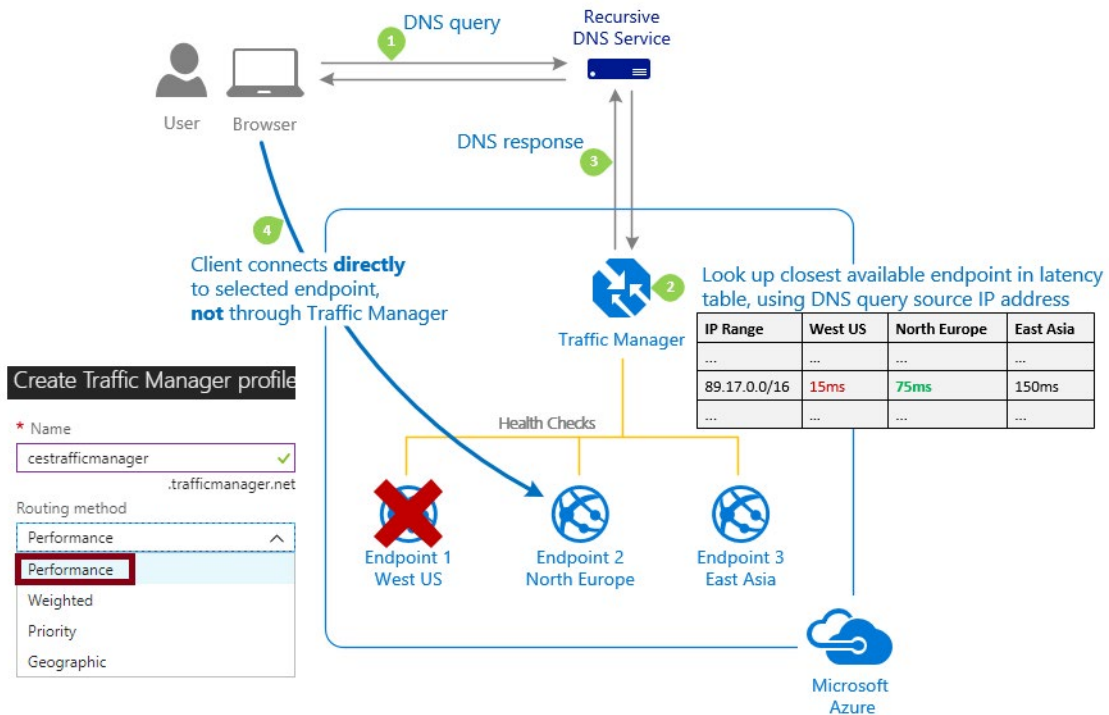 DNS query
1
Recursive
DNS Service
User
Browser
DNS response
3
4
Client connects directly
to selected endpoint,
not through Traffic Manager
2
Look up closest available endpoint in latency
table, using DNS query source IP address
Traffic Manager
IP Range West US North Europe East Asia
... ... ... ...
89.17.0.0/16 15ms 75ms 150ms
... ... ... ...
Health Checks
Endpoint 1
West US
Endpoint 2
North Europe
Endpoint 3
East Asia
Microsoft
Azure
Create Traffic Manager profile
* Name
cestrafficmanager
.trafficmanager.net
Routing method
Performance
Performance
Weighted
Priority
Geographic